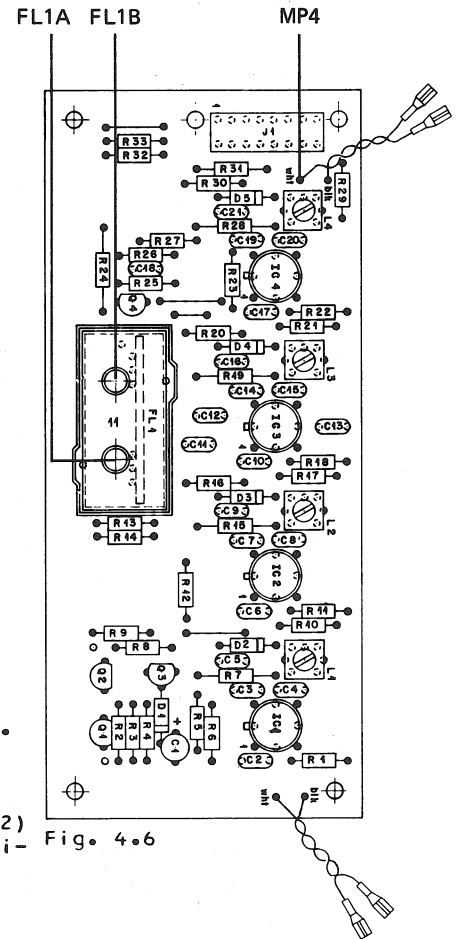 FL1A FL1B MP4
J1
R33
R32
R31
wht
blk
R30
R29
D5
C21
L4
R28
R27
C19 C20
R26
R24
C18
R23
IC4
R25
Q4
4
C17
R22
R21
R20
D4
L3
C16
R19
C14 C15
FL1
11
C12
IC3
C13
C11
C10
4
R18
R17
R16
D3
C9
L2
R13
R15
R14
C7 C8
IC2
R12
1
C6
R11
R10
R9
R8
D2
L1
C5
Q2
Q3
R7
C3 C4
D1
+
Q1
R2
R3
R4
C1
R5
R6
IC1
1
C2
R1
wht
blk
2)
i- Fig. 4.6